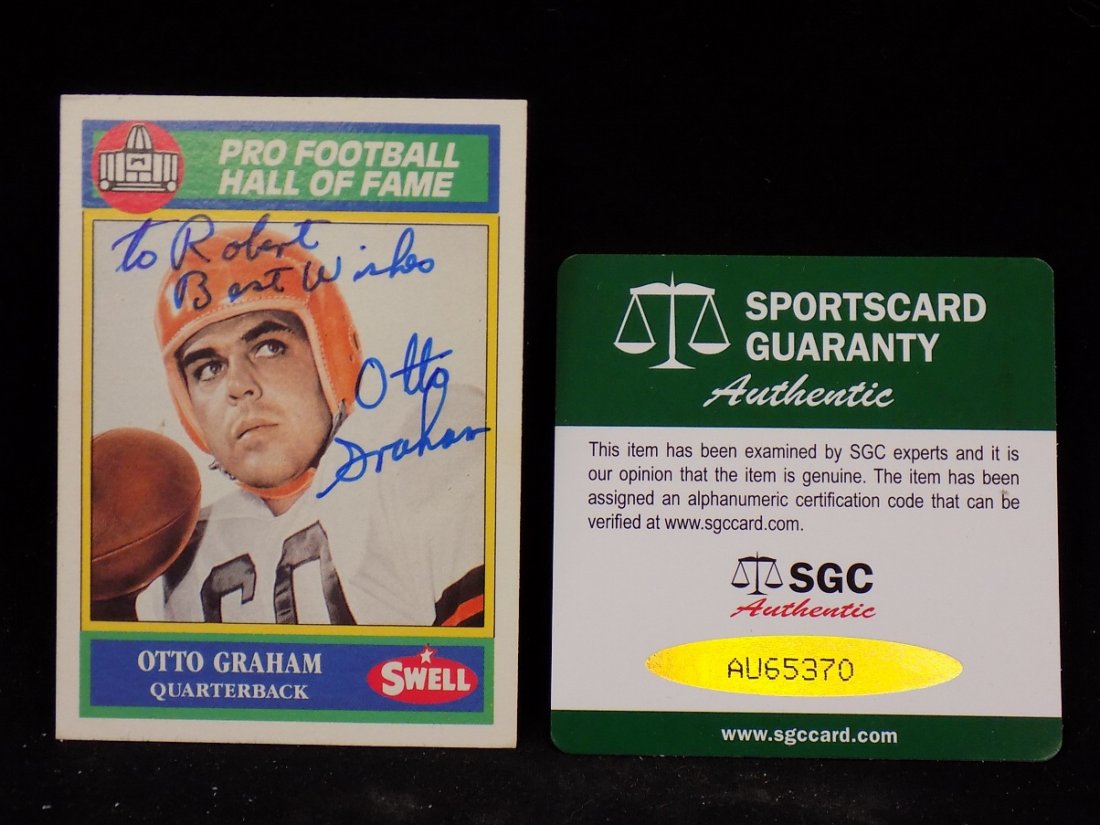 PRO FOOTBALL
HALL OF FAME
to Robert
Best Wishes
Otto
Graham
60
OTTO GRAHAM
QUARTERBACK
SWELL
SPORTSCARD
GUARANTY
Authentic
This item has been examined by SGC experts and it is
our opinion that the item is genuine. The item has been
assigned an alphanumeric certification code that can be
verified at www.sgccard.com.
SGC
Authentic
AU65370
www.sgccard.com